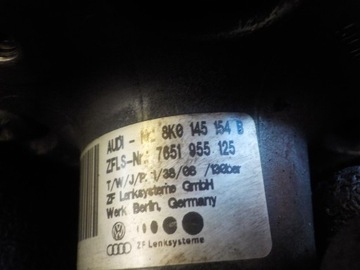 AUDI - Nr. 8K0 145 154 B
ZFLS-Nr. 7651 955 125
T/W/J/P. 1/38/08 /130bar
ZF Lenksysteme GmbH
Werk Berlin, Germany
ZF Lenksysteme